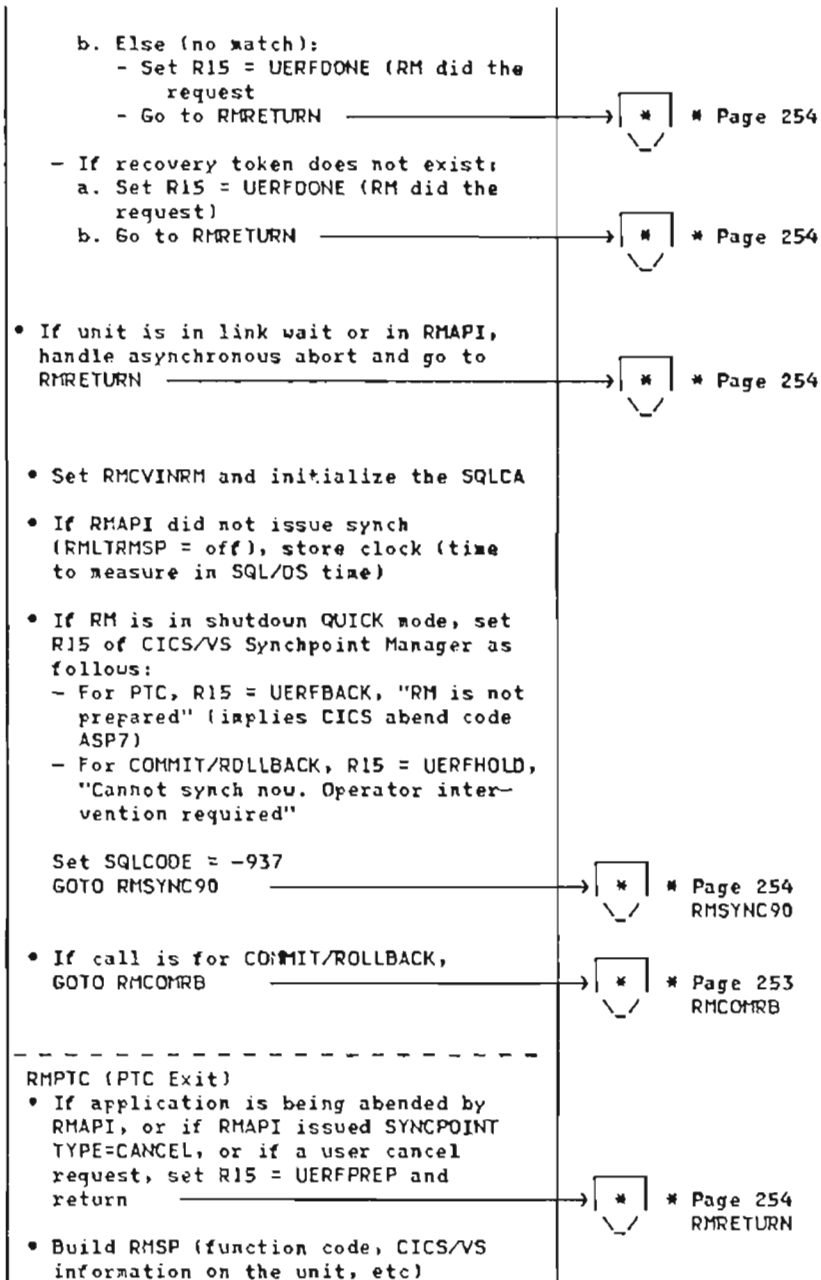 b. Else (no match):
- Set R15 = UERFDONE (RM did the
request
- Go to RMRETURN * * Page 254
- If recovery token does not exist:
a. Set R15 = UERFDONE (RM did the
request)
b. Go to RMRETURN * * Page 254
• If unit is in link wait or in RMAPI,
handle asynchronous abort and go to
RMRETURN * * Page 254
• Set RMCVINRM and initialize the SQLCA
• If RMAPI did not issue synch
(RMLTRMSP = off), store clock (time
to measure in SQL/DS time)
• If RM is in shutdown QUICK mode, set
R15 of CICS/VS Synchpoint Manager as
follows:
- For PTC, R15 = UERFBACK, "RM is not
prepared" (implies CICS abend code
ASP7)
- For COMMIT/ROLLBACK, R15 = UERFHOLD,
"Cannot synch now. Operator inter-
vention required"
Set SQLCODE = -937
GOTO RMSYNC90 * * Page 254
RMSYNC90
• If call is for COMMIT/ROLLBACK,
GOTO RMCOMRB * * Page 253
RMCOMRB
RMPTC (PTC Exit)
• If application is being abended by
RMAPI, or if RMAPI issued SYNCPOINT
TYPE=CANCEL, or if a user cancel
request, set R15 = UERFPREP and
return * * Page 254
RMRETURN
• Build RMSP (function code, CICS/VS
information on the unit, etc)